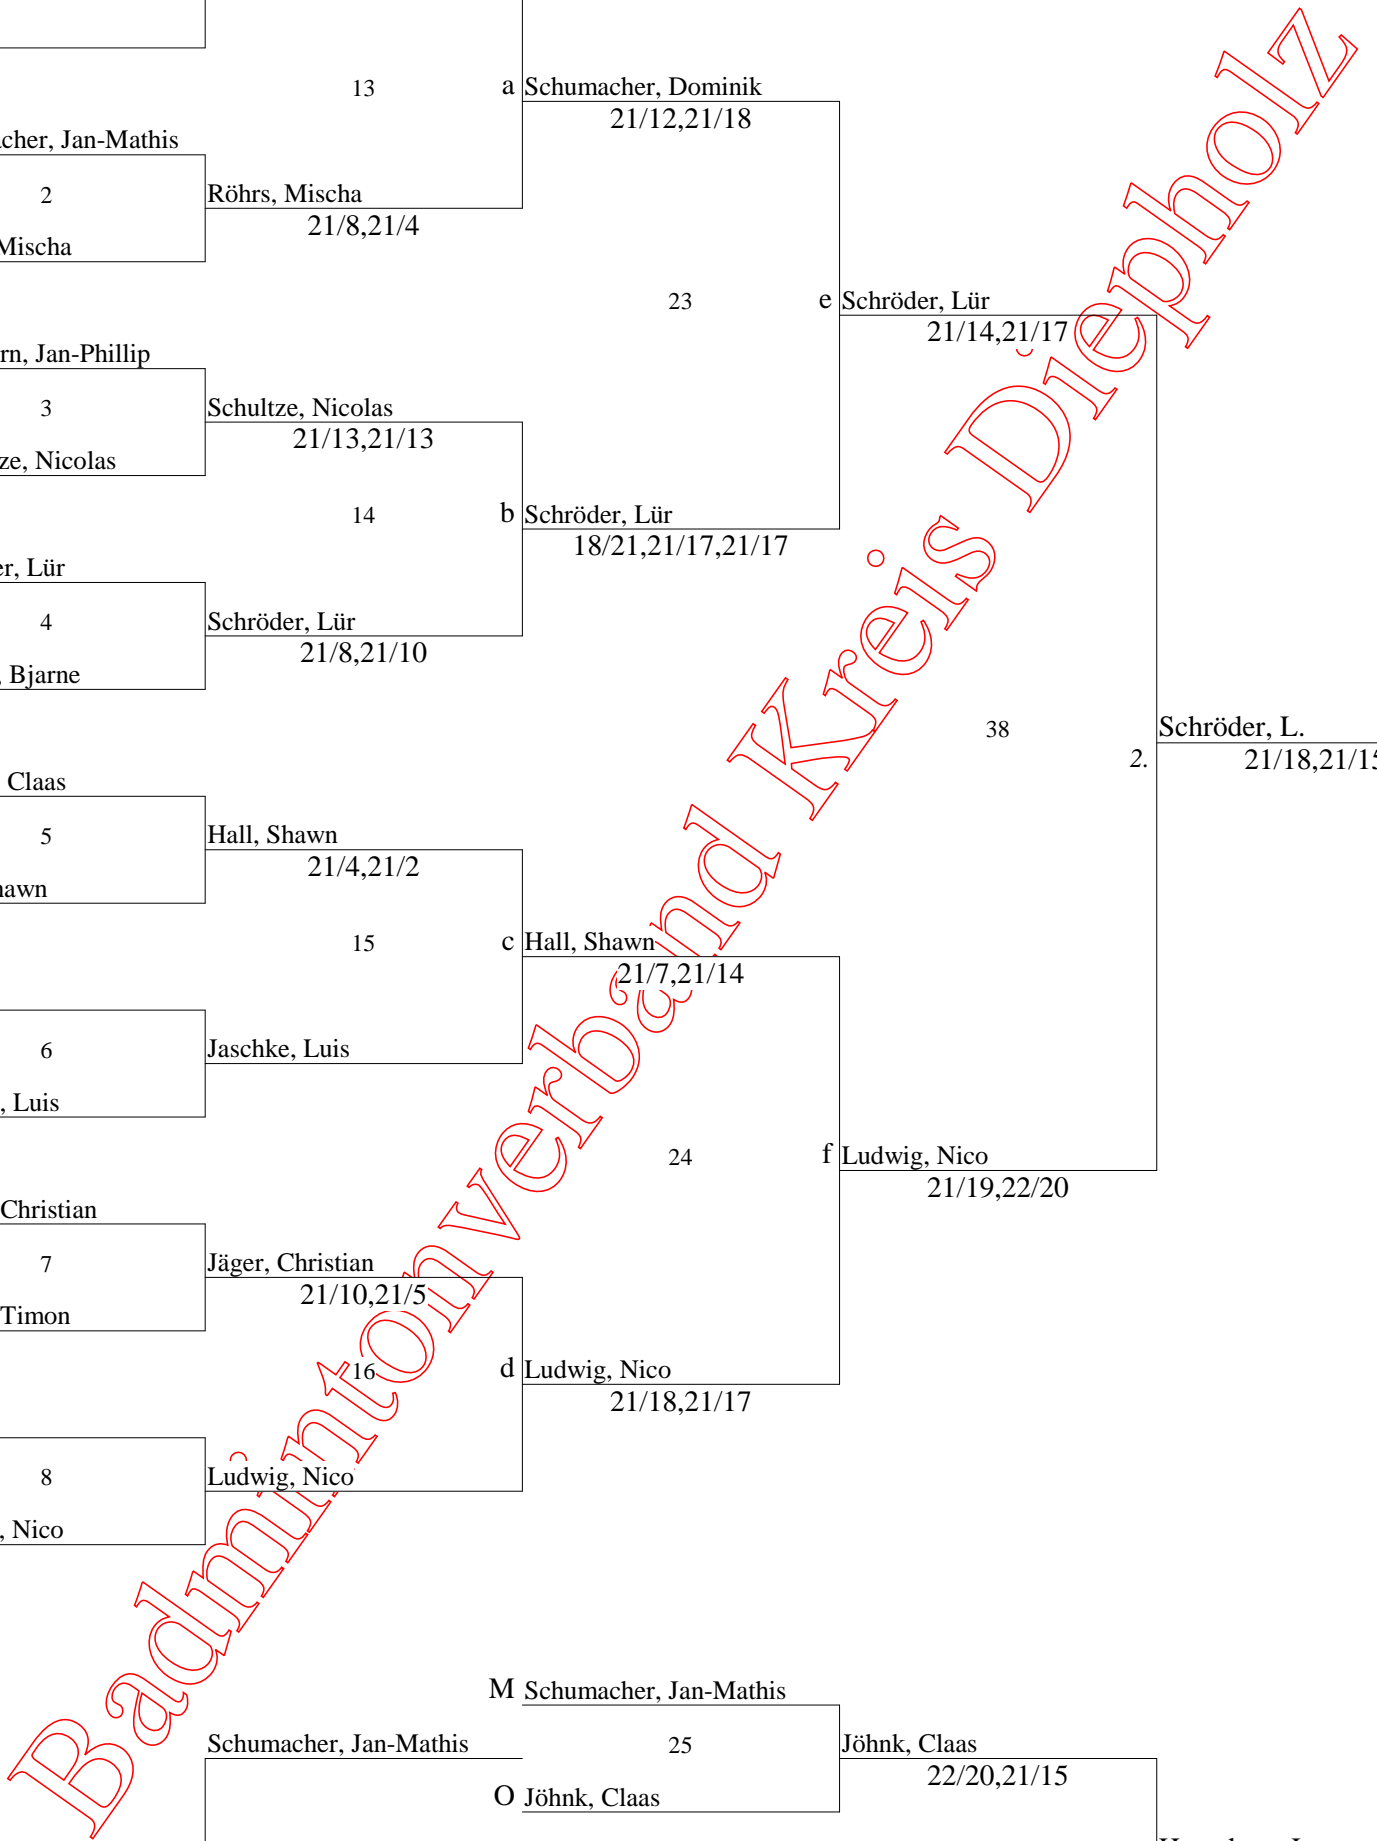 13
a Schumacher, Dominik
21/12,21/18
cher, Jan-Mathis
2
Röhrs, Mischa
21/8,21/4
Mischa
23
e Schröder, Lür
21/14,21/17
rn, Jan-Phillip
3
Schultze, Nicolas
21/13,21/13
ze, Nicolas
14
b Schröder, Lür
18/21,21/17,21/17
er, Lür
4
Schröder, Lür
21/8,21/10
, Bjarne
38
2.
Schröder, L.
21/18,21/15
Claas
5
Hall, Shawn
21/4,21/2
hawn
15
c Hall, Shawn
21/7,21/14
6
Jaschke, Luis
, Luis
24
f Ludwig, Nico
21/19,22/20
Christian
7
Jäger, Christian
21/10,21/5
Timon
16
d Ludwig, Nico
21/18,21/17
8
Ludwig, Nico
, Nico
Badmintonverband Kreis Diepholz
M Schumacher, Jan-Mathis
Schumacher, Jan-Mathis
25
Jöhnk, Claas
22/20,21/15
O Jöhnk, Claas